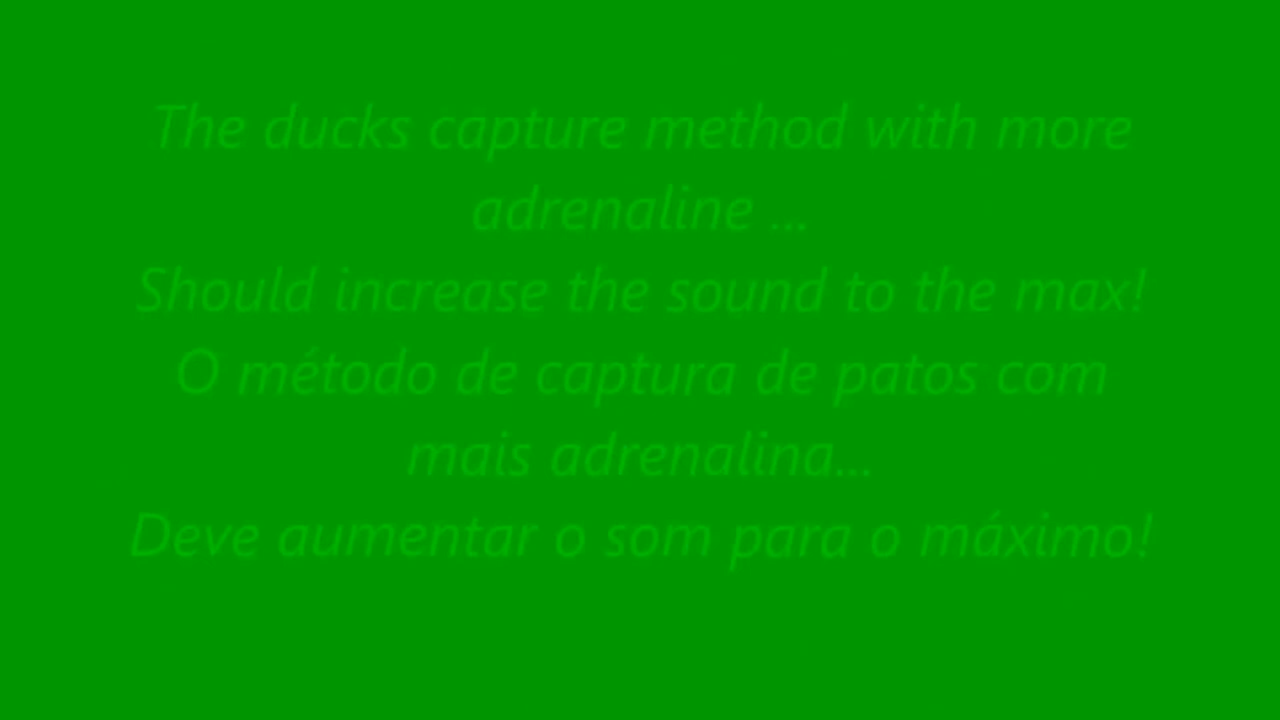 The ducks capture method with more
adrenaline ...
Should increase the sound to the max!
O método de captura de patos com
mais adrenalina...
Deve aumentar o som para o máximo!